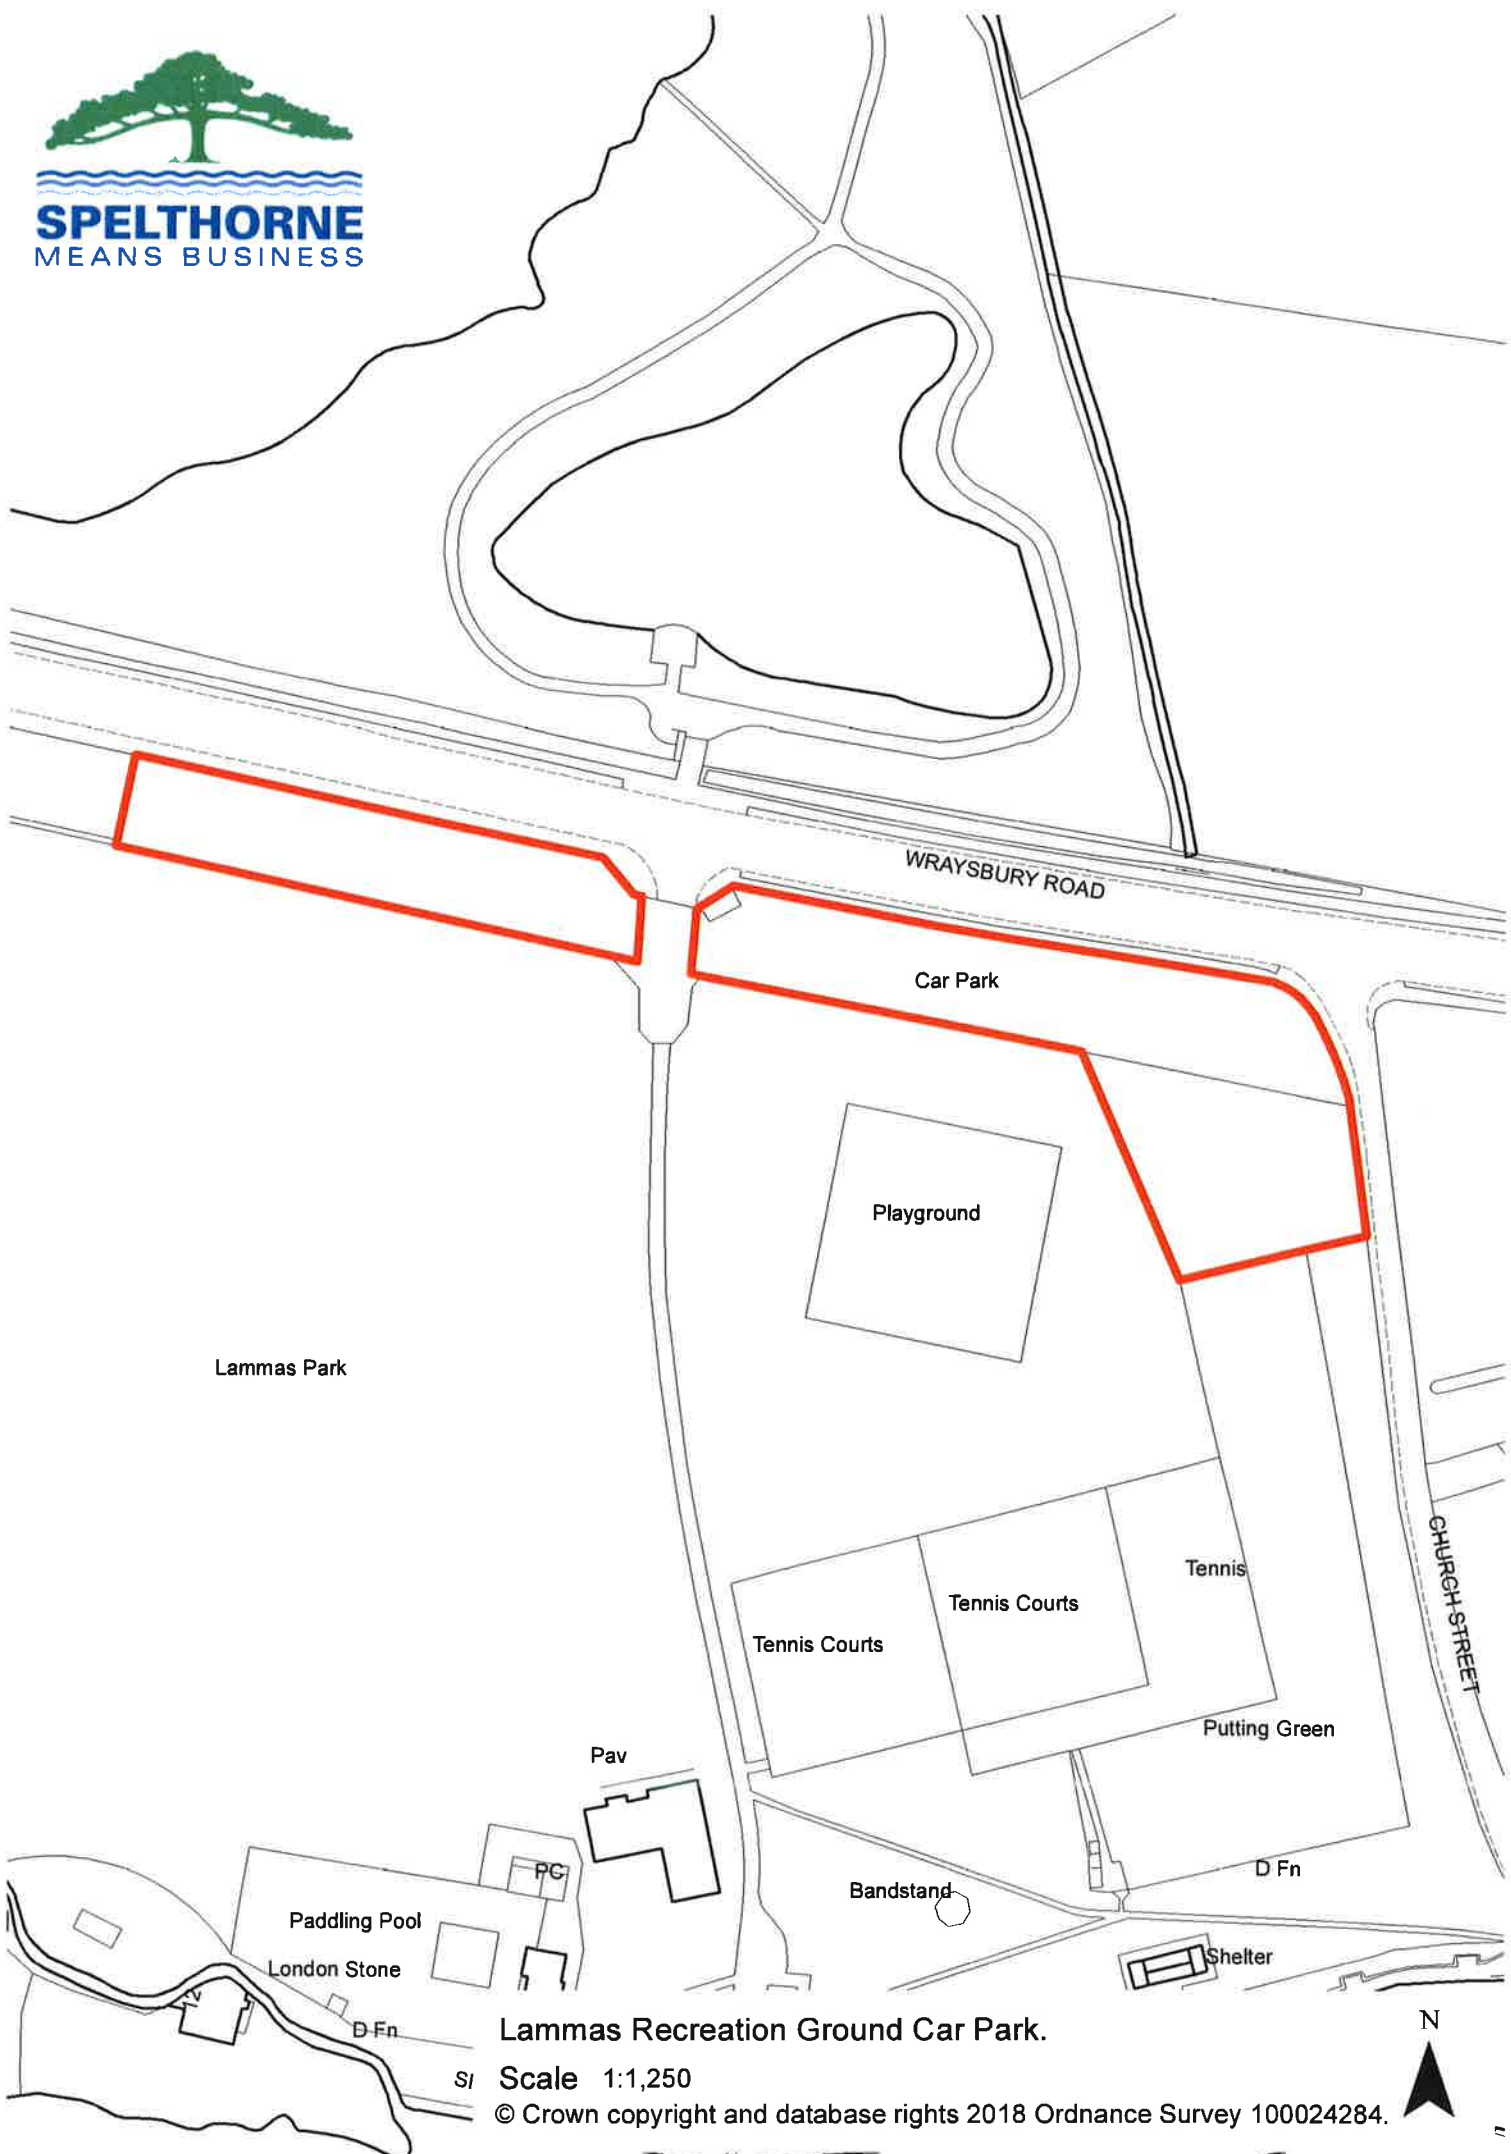 SPELTHORNE
MEANS BUSINESS
WRAYSBURY ROAD
Car Park
Playground
Lammas Park
CHURCH STREET
Tennis
Tennis Courts
Tennis Courts
Putting Green
Pav
PC
D Fn
Bandstand
Paddling Pool
Shelter
London Stone
12
D Fn
Sl
Lammas Recreation Ground Car Park.
N
Scale 1:1,250
© Crown copyright and database rights 2018 Ordnance Survey 100024284.